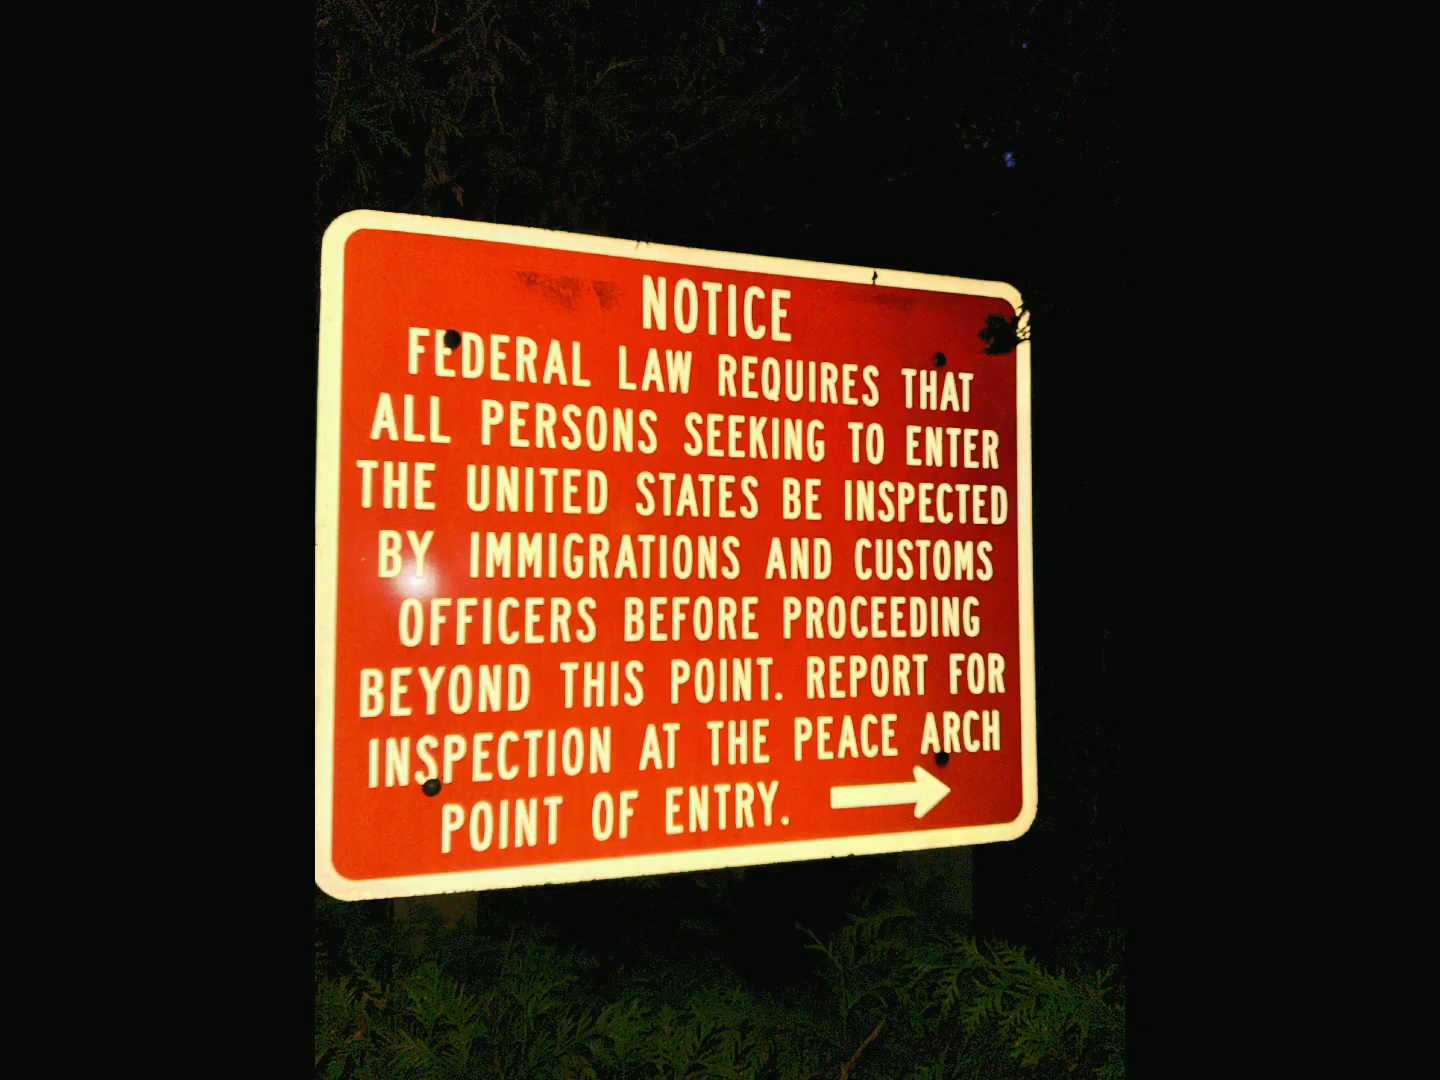 NOTICE
FEDERAL LAW REQUIRES THAT
ALL PERSONS SEEKING TO ENTER
THE UNITED STATES BE INSPECTED
BY IMMIGRATIONS AND CUSTOMS
OFFICERS BEFORE PROCEEDING
BEYOND THIS POINT. REPORT FOR
INSPECTION AT THE PEACE ARCH
POINT OF ENTRY.